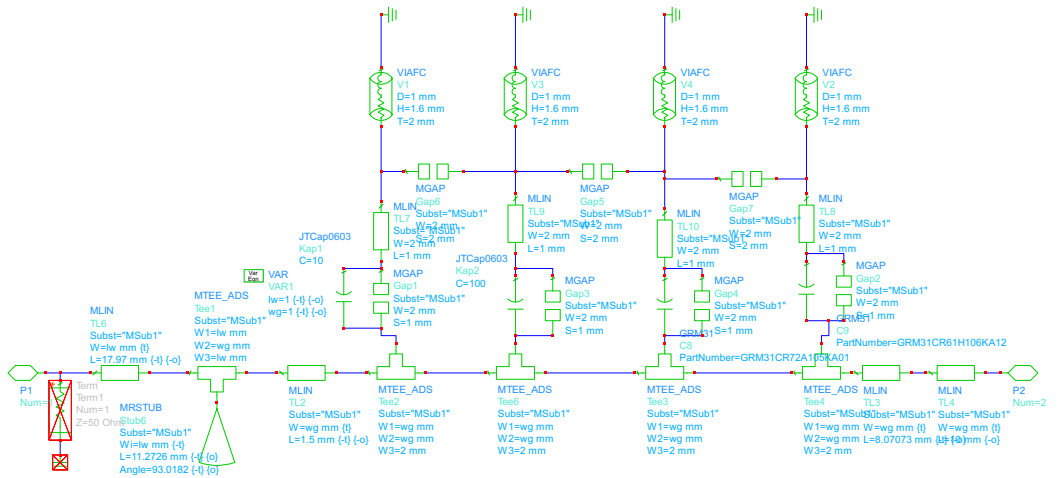 VIAFC
V1
D=1 mm
H=1.6 mm
T=2 mm
VIAFC
V3
D=1 mm
H=1.6 mm
T=2 mm
VIAFC
V4
D=1 mm
H=1.6 mm
T=2 mm
VIAFC
V2
D=1 mm
H=1.6 mm
T=2 mm
MGAP
Gap6
Subst="MSub1"
W=2 mm
S=2 mm
MGAP
Gap5
Subst="MSub1"
W=2 mm
S=2 mm
MGAP
Gap7
Subst="MSub1"
W=2 mm
S=2 mm
MLIN
TL7
Subst="MSub1"
W=2 mm
L=1 mm
MLIN
TL9
Subst="MSub1"
W=2 mm
L=1 mm
MLIN
TL10
Subst="MSub1"
W=2 mm
L=1 mm
MLIN
TL8
Subst="MSub1"
W=2 mm
L=1 mm
JTCap0603
Kap1
C=10
MGAP
Gap1
Subst="MSub1"
W=2 mm
S=1 mm
JTCap0603
Kap2
C=100
MGAP
Gap3
Subst="MSub1"
W=2 mm
S=1 mm
MGAP
Gap4
Subst="MSub1"
W=2 mm
S=1 mm
MGAP
Gap2
Subst="MSub1"
W=2 mm
S=1 mm
GRM31
C8
PartNumber=GRM31CR72A105KA01
GRM31
C9
PartNumber=GRM31CR61H106KA12
Var
Eqn
VAR
VAR1
lw=1 {-t} {-o}
wg=1 {-t} {-o}
MLIN
TL6
Subst="MSub1"
W=lw mm {t}
L=17.97 mm {-t} {-o}
MTEE_ADS
Tee1
Subst="MSub1"
W1=lw mm
W2=wg mm
W3=lw mm
P1
Num=
Term
Term1
Num=1
Z=50 Ohm
MRSTUB
Stub6
Subst="MSub1"
Wi=lw mm {-t}
L=11.2726 mm {-t} {o}
Angle=93.0182 {-t} {o}
MLIN
TL2
Subst="MSub1"
W=wg mm {-t}
L=1.5 mm {-t} {-o}
MTEE_ADS
Tee2
Subst="MSub1"
W1=wg mm
W2=wg mm
W3=2 mm
MTEE_ADS
Tee6
Subst="MSub1"
W1=wg mm
W2=wg mm
W3=2 mm
MTEE_ADS
Tee3
Subst="MSub1"
W1=wg mm
W2=wg mm
W3=2 mm
MTEE_ADS
Tee4
Subst="MSub1"
W1=wg mm
W2=wg mm
W3=2 mm
MLIN
TL3
Subst="MSub1"
W=wg mm {t}
L=8.07073 mm
MLIN
TL4
Subst="MSub1"
W=wg mm {t}
mm {-o}
P2
Num=2